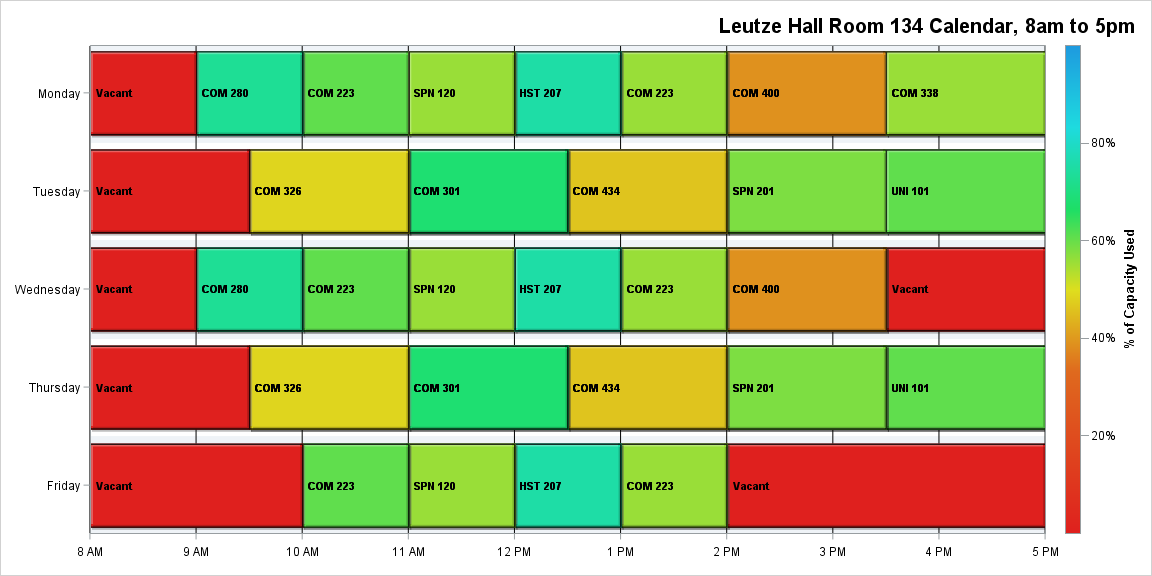 Leutze Hall Room 134 Calendar, 8am to 5pm
Monday
Vacant
COM 280
COM 223
SPN 120
HST 207
COM 223
COM 400
COM 338
Tuesday
Vacant
COM 326
COM 301
COM 434
SPN 201
UNI 101
Wednesday
Vacant
COM 280
COM 223
SPN 120
HST 207
COM 223
COM 400
Vacant
Thursday
Vacant
COM 326
COM 301
COM 434
SPN 201
UNI 101
Friday
Vacant
COM 223
SPN 120
HST 207
COM 223
Vacant
8 AM
9 AM
10 AM
11 AM
12 PM
1 PM
2 PM
3 PM
4 PM
5 PM
80%
60%
40%
20%
% of Capacity Used